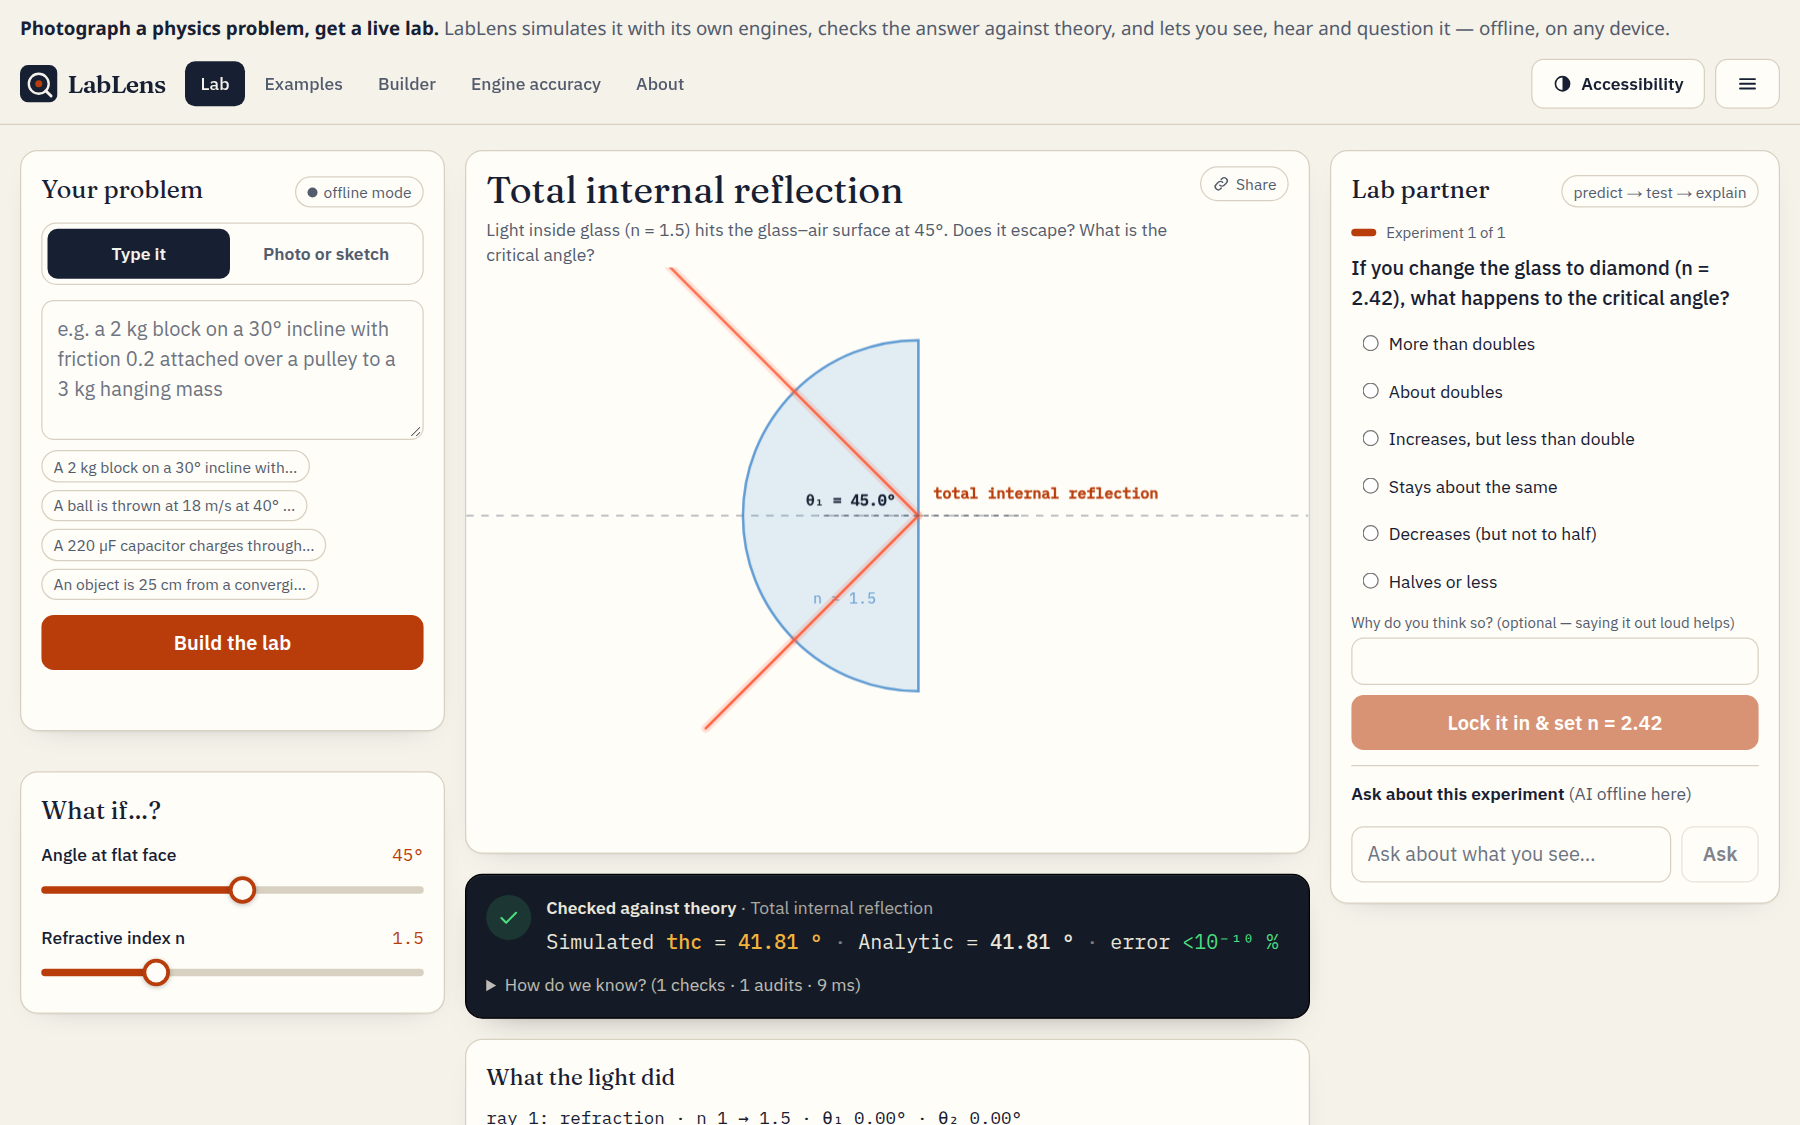 Photograph a physics problem, get a live lab. LabLens simulates it with its own engines, checks the answer against theory, and lets you see, hear and question it — offline, on any device.
LabLens
Lab
Examples
Builder
Engine accuracy
About
Accessibility
Your problem
offline mode
Type it
Photo or sketch
e.g. a 2 kg block on a 30° incline with
friction 0.2 attached over a pulley to a
3 kg hanging mass
A 2 kg block on a 30° incline with...
A ball is thrown at 18 m/s at 40° ...
A 220 µF capacitor charges through...
An object is 25 cm from a convergi...
Build the lab
What if...?
Angle at flat face
45°
Refractive index n
1.5
Total internal reflection
Share
Light inside glass (n = 1.5) hits the glass–air surface at 45°. Does it escape? What is the
critical angle?
θ₁ = 45.0°
total internal reflection
n = 1.5
Checked against theory · Total internal reflection
Simulated thc = 41.81 ° · Analytic = 41.81 ° · error <10⁻¹⁰ %
▶ How do we know? (1 checks · 1 audits · 9 ms)
What the light did
ray 1: refraction · n 1 → 1.5 · θ₁ 0.00° · θ₂ 0.00°
Lab partner
predict → test → explain
Experiment 1 of 1
If you change the glass to diamond (n =
2.42), what happens to the critical angle?
More than doubles
About doubles
Increases, but less than double
Stays about the same
Decreases (but not to half)
Halves or less
Why do you think so? (optional — saying it out loud helps)
Lock it in & set n = 2.42
Ask about this experiment (AI offline here)
Ask about what you see...
Ask